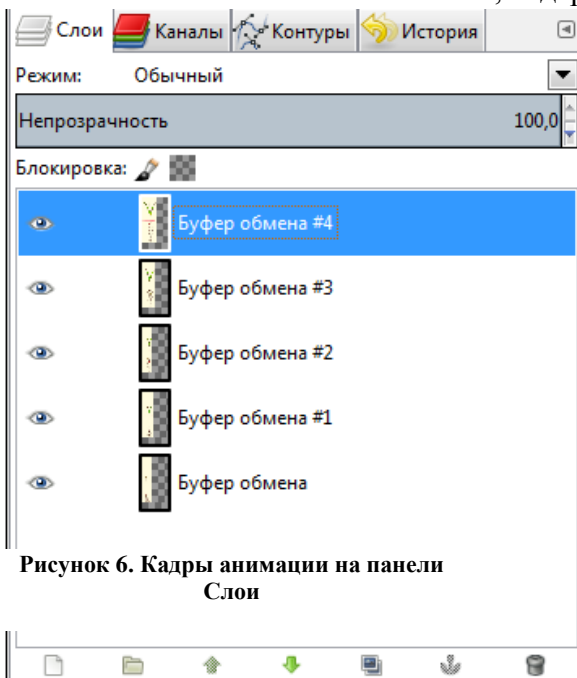 Слои Каналы Контуры История
Режим: Обычный
Непрозрачность 100,0
Блокировка:
Буфер обмена #4
Буфер обмена #3
Буфер обмена #2
Буфер обмена #1
Буфер обмена
Рисунок 6. Кадры анимации на панели
Слои